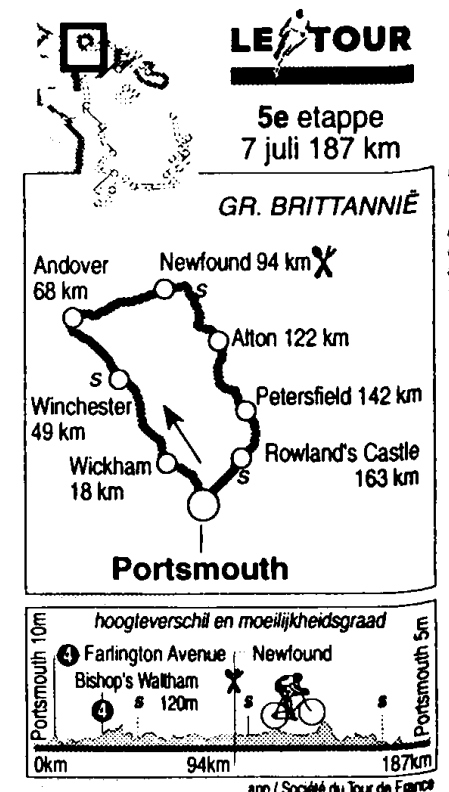 LE TOUR
5e etappe
7 juli 187 km
GR. BRITTANNIË
Andover
68 km
Newfound 94 km
s
Alton 122 km
s
Petersfield 142 km
Winchester
49 km
Rowland's Castle
163 km
Wickham
18 km
s
Portsmouth
hoogteverschil en moeilijkheidsgraad
Portsmouth 10m
4 Farlington Avenue
Newfound
Bishop's Waltham
4
s
120m
s
s
Portsmouth 5m
0km
94km
187km
anp / Société du Tour de France